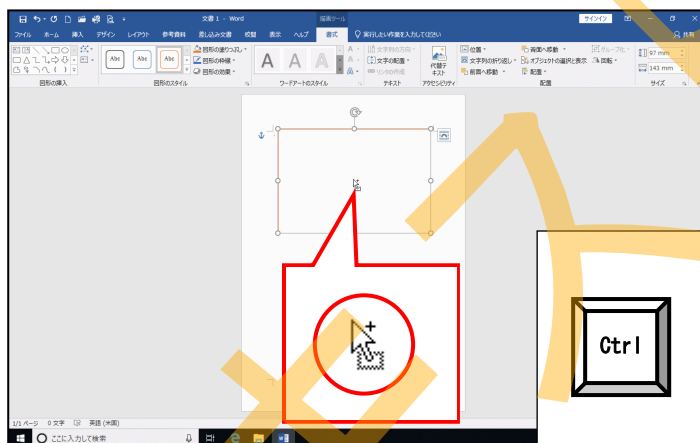 文書 1 - Word
描画ツール
サインイン
ファイル ホーム 挿入 デザイン レイアウト 参考資料 差し込み文書 校閲 表示 ヘルプ 書式 実行したい作業を入力してください
共有
Abc Abc Abc
図形の塗りつぶし
図形の枠線
図形の効果
A A A
文字列の方向
文字の配置
リンクの作成
代替テ
キスト
位置
文字列の折り返し
前面へ移動
背面へ移動
オブジェクトの選択と表示
配置
グループ化
回転
97 mm
143 mm
図形の挿入 図形のスタイル ワードアートのスタイル テキスト アクセシビリティ 配置 サイズ
Ctrl
1/1 ページ 0 文字 英語 (米国)
ここに入力して検索